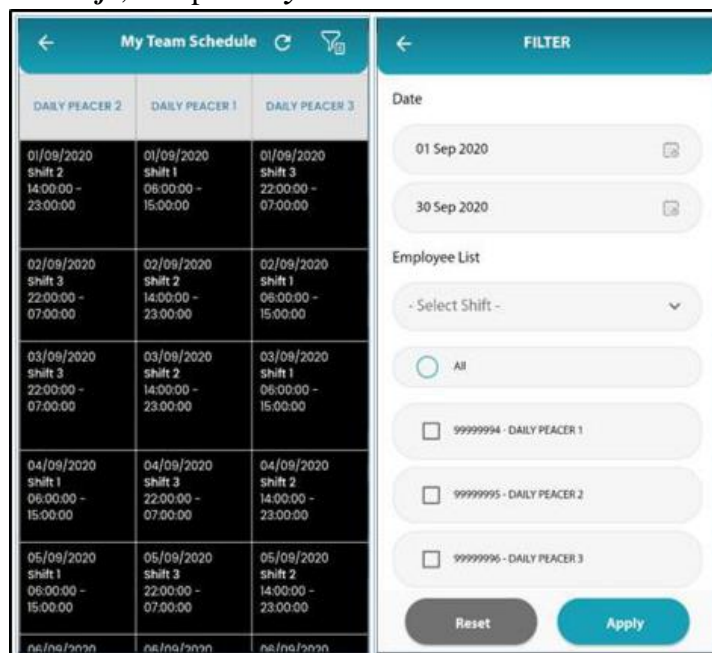 My Team Schedule
DAILY PEACER 2
DAILY PEACER 1
DAILY PEACER 3
01/09/2020
Shift 2
14:00:00 -
23:00:00
01/09/2020
Shift 1
06:00:00 -
15:00:00
01/09/2020
Shift 3
22:00:00 -
07:00:00
02/09/2020
Shift 3
22:00:00 -
07:00:00
02/09/2020
Shift 2
14:00:00 -
23:00:00
02/09/2020
Shift 1
06:00:00 -
15:00:00
03/09/2020
Shift 3
22:00:00 -
07:00:00
03/09/2020
Shift 2
14:00:00 -
23:00:00
03/09/2020
Shift 1
06:00:00 -
15:00:00
04/09/2020
Shift 1
06:00:00 -
15:00:00
04/09/2020
Shift 3
22:00:00 -
07:00:00
04/09/2020
Shift 2
14:00:00 -
23:00:00
05/09/2020
Shift 1
06:00:00 -
15:00:00
05/09/2020
Shift 3
22:00:00 -
07:00:00
05/09/2020
Shift 2
14:00:00 -
23:00:00
06/09/2020
06/09/2020
06/09/2020
FILTER
Date
01 Sep 2020
30 Sep 2020
Employee List
- Select Shift -
All
99999994 - DAILY PEACER 1
99999995 - DAILY PEACER 2
99999996 - DAILY PEACER 3
Reset
Apply